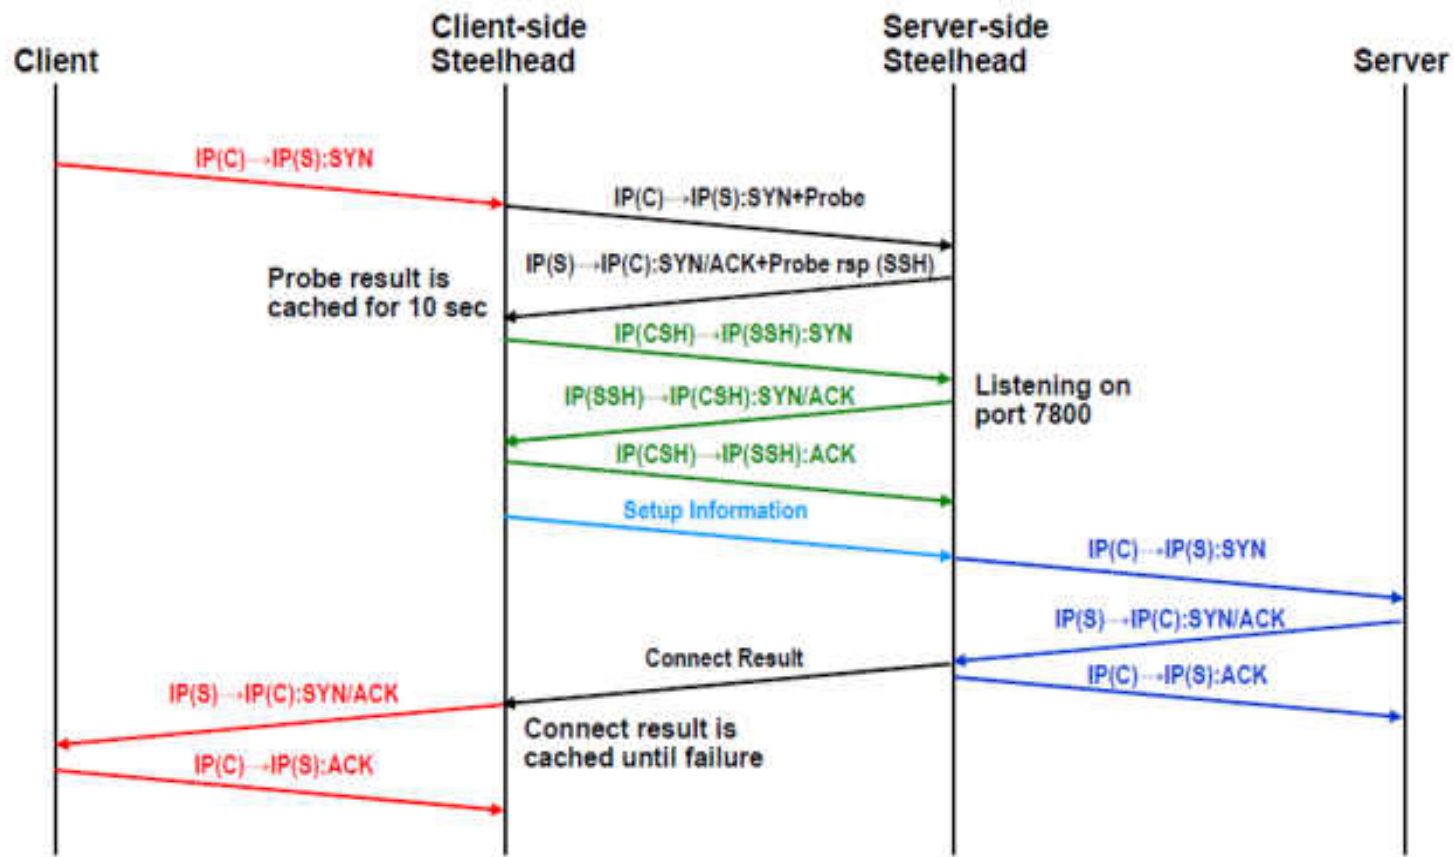 Client
Client-side
Steelhead
Server-side
Steelhead
Server
IP(C)→IP(S):SYN
IP(C)→IP(S):SYN+Probe
IP(S)→IP(C):SYN/ACK+Probe rsp (SSH)
Probe result is
cached for 10 sec
IP(CSH)→IP(SSH):SYN
Listening on
port 7800
IP(SSH)→IP(CSH):SYN/ACK
IP(CSH)→IP(SSH):ACK
Setup Information
IP(C)→IP(S):SYN
IP(S)→IP(C):SYN/ACK
Connect Result
IP(C)→IP(S):ACK
IP(S)→IP(C):SYN/ACK
Connect result is
cached until failure
IP(C)→IP(S):ACK